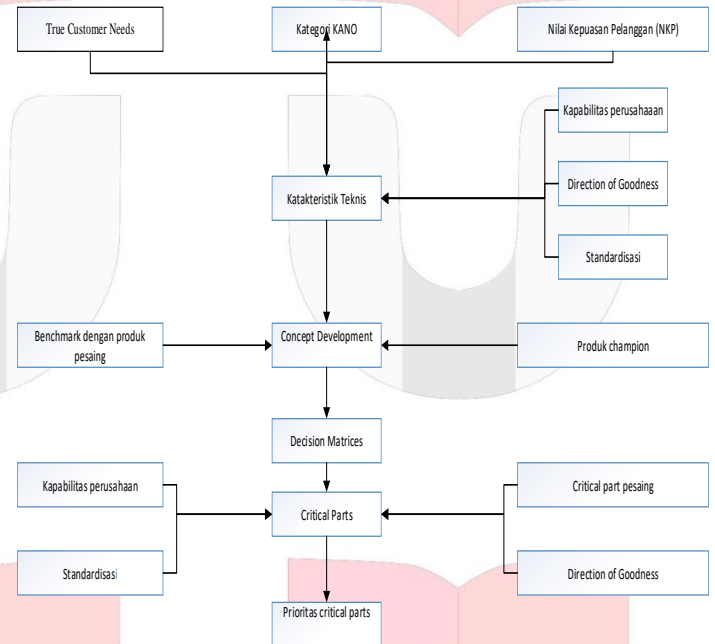 True Customer Needs
Kategori KANO
Nilai Kepuasan Pelanggan (NKP)
Kapabilitas perusahaaan
Katakteristik Teknis
Direction of Goodness
Standardisasi
Benchmark dengan produk
pesaing
Concept Development
Produk champion
Decision Matrices
Kapabilitas perusahaan
Critical Parts
Critical part pesaing
Standardisasi
Direction of Goodness
Prioritas critical parts